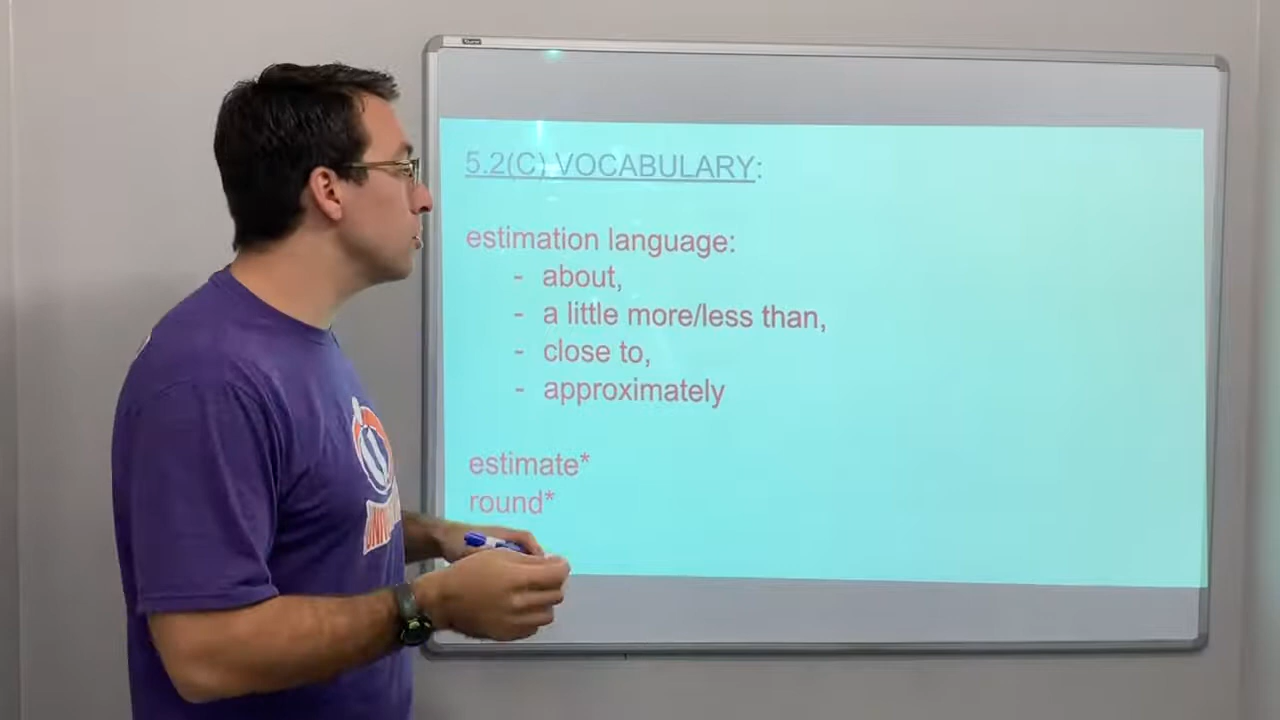 5.2(C) VOCABULARY:
estimation language:
- about,
- a little more/less than,
- close to,
- approximately
estimate*
round*